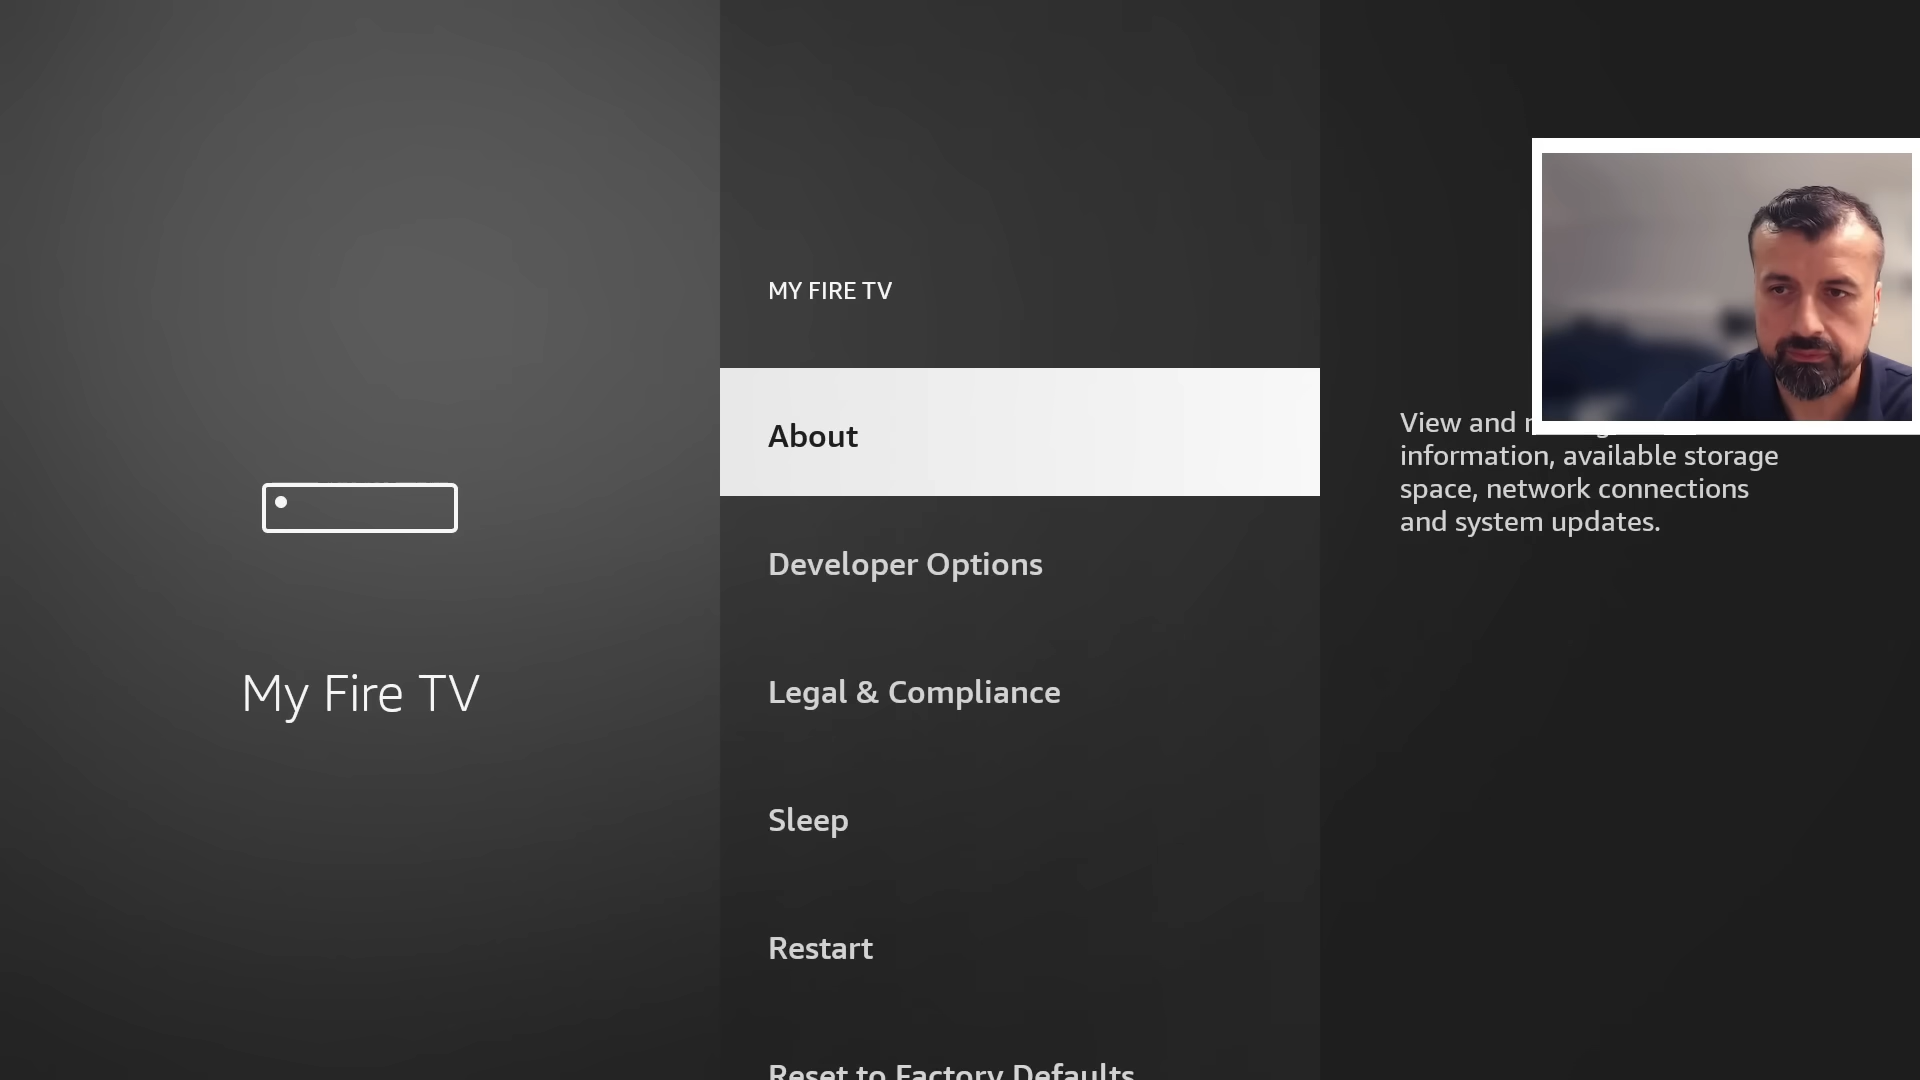 MY FIRE TV
About
Developer Options
Legal & Compliance
Sleep
Restart
Reset to Factory Defaults
My Fire TV
View and
information, available storage
space, network connections
and system updates.